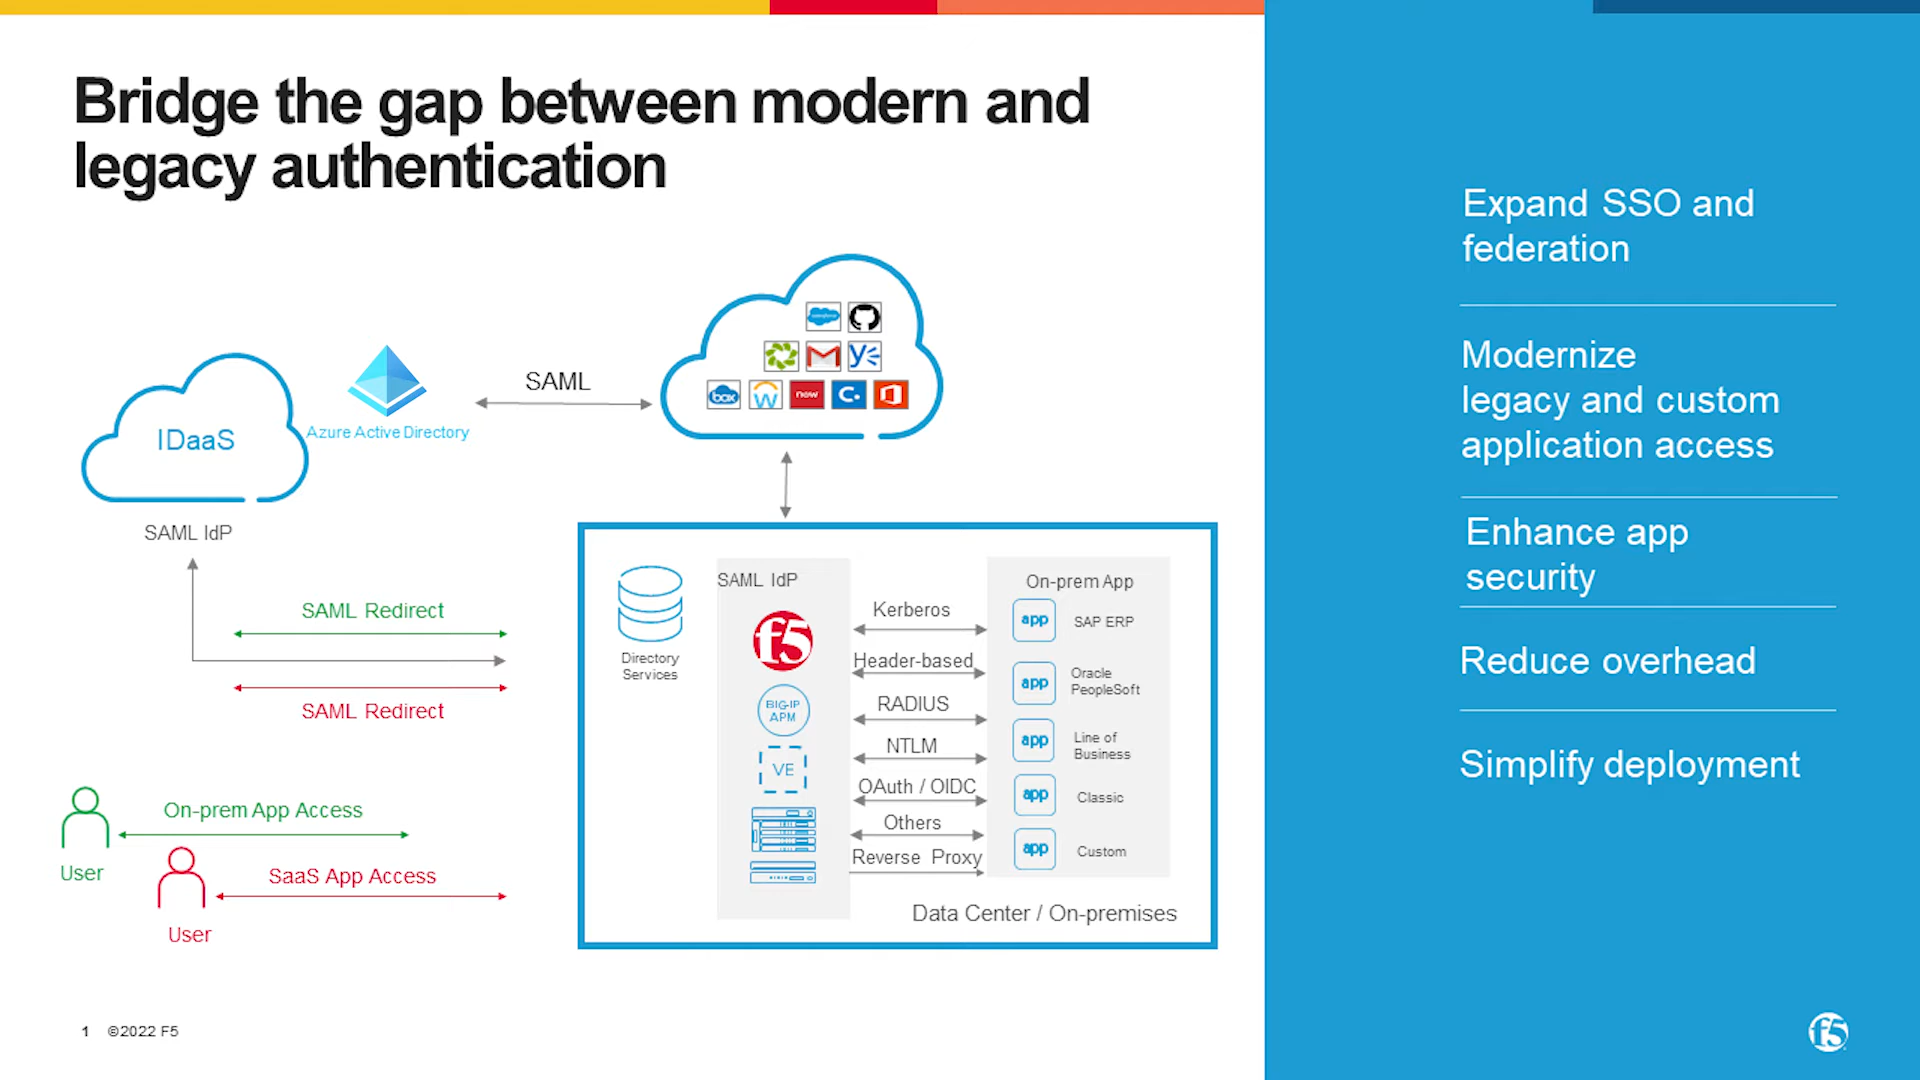 Bridge the gap between modern and
legacy authentication
salesforce
box
now
SAML
IDaaS
Azure Active Directory
SAML IdP
SAML Redirect
SAML Redirect
On-prem App Access
User
SaaS App Access
User
Directory
Services
SAML IdP
f5
BIG-IP
APM
VE
Kerberos
Header-based
RADIUS
NTLM
OAuth / OIDC
Others
Reverse Proxy
On-prem App
app
SAP ERP
app
Oracle
PeopleSoft
app
Line of
Business
app
Classic
app
Custom
Data Center / On-premises
Expand SSO and
federation
Modernize
legacy and custom
application access
Enhance app
security
Reduce overhead
Simplify deployment
1 ©2022 F5
f5